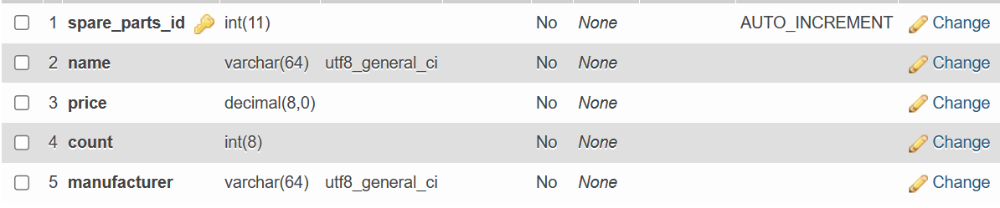 1 spare_parts_id int(11) No None AUTO_INCREMENT Change
2 name varchar(64) utf8_general_ci No None Change
3 price decimal(8,0) No None Change
4 count int(8) No None Change
5 manufacturer varchar(64) utf8_general_ci No None Change